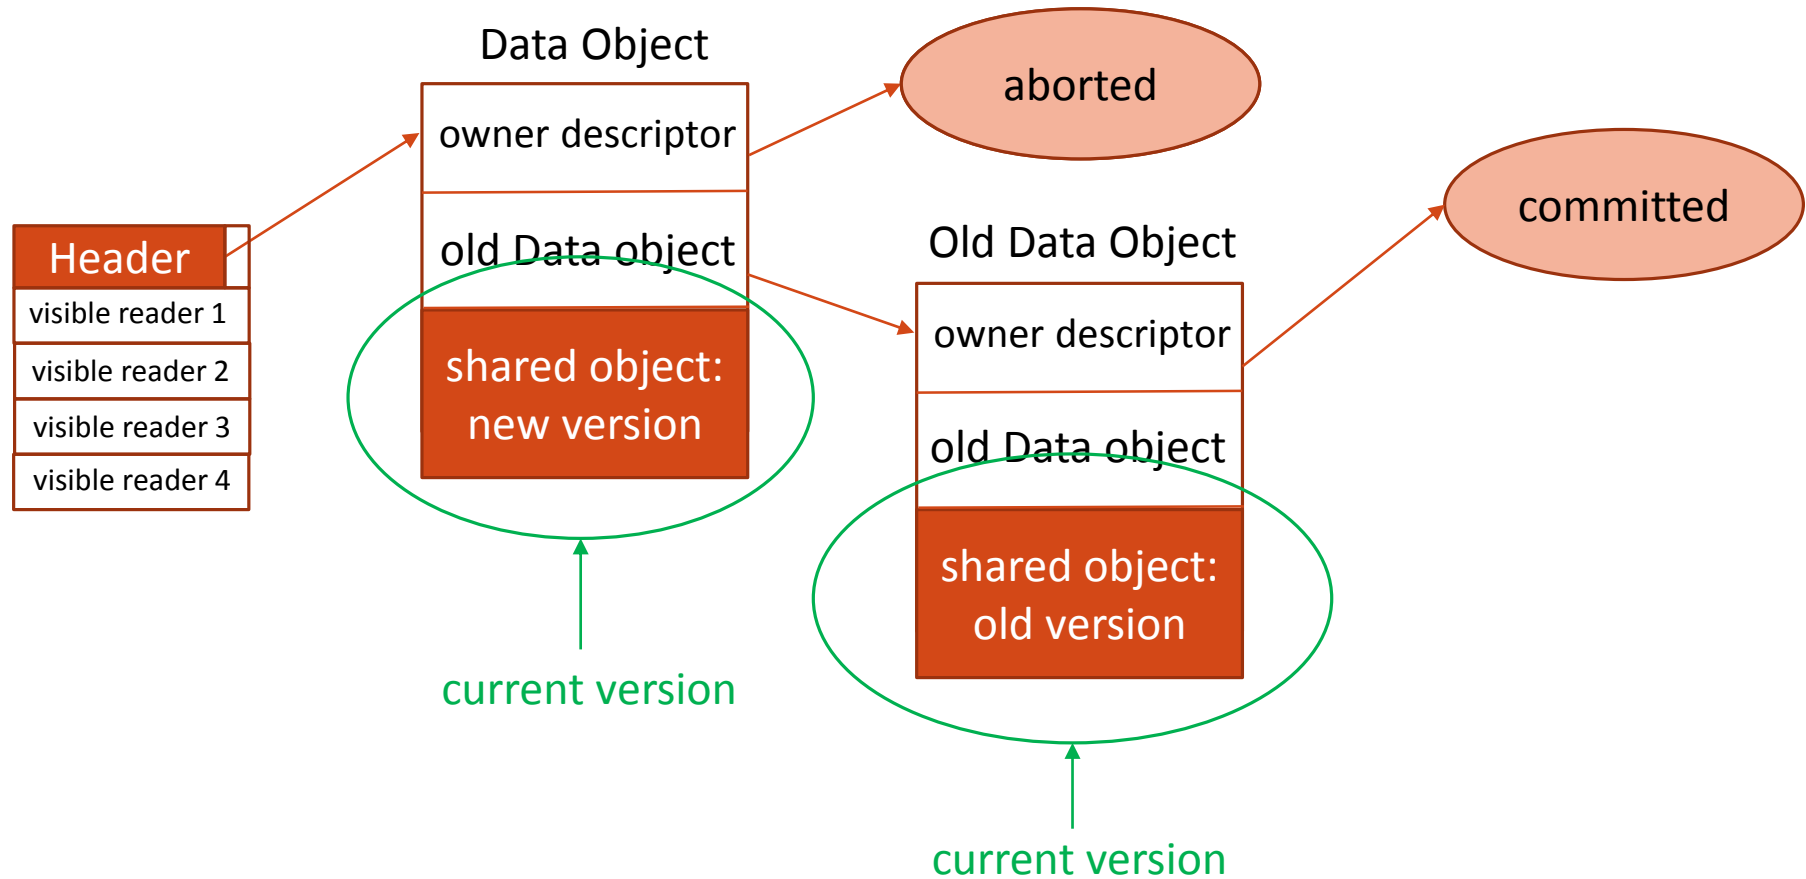 Data Object
aborted
owner descriptor
committed
old Data object
Old Data Object
Header
visible reader 1
visible reader 2
visible reader 3
visible reader 4
shared object:
new version
owner descriptor
old Data object
shared object:
old version
current version
current version